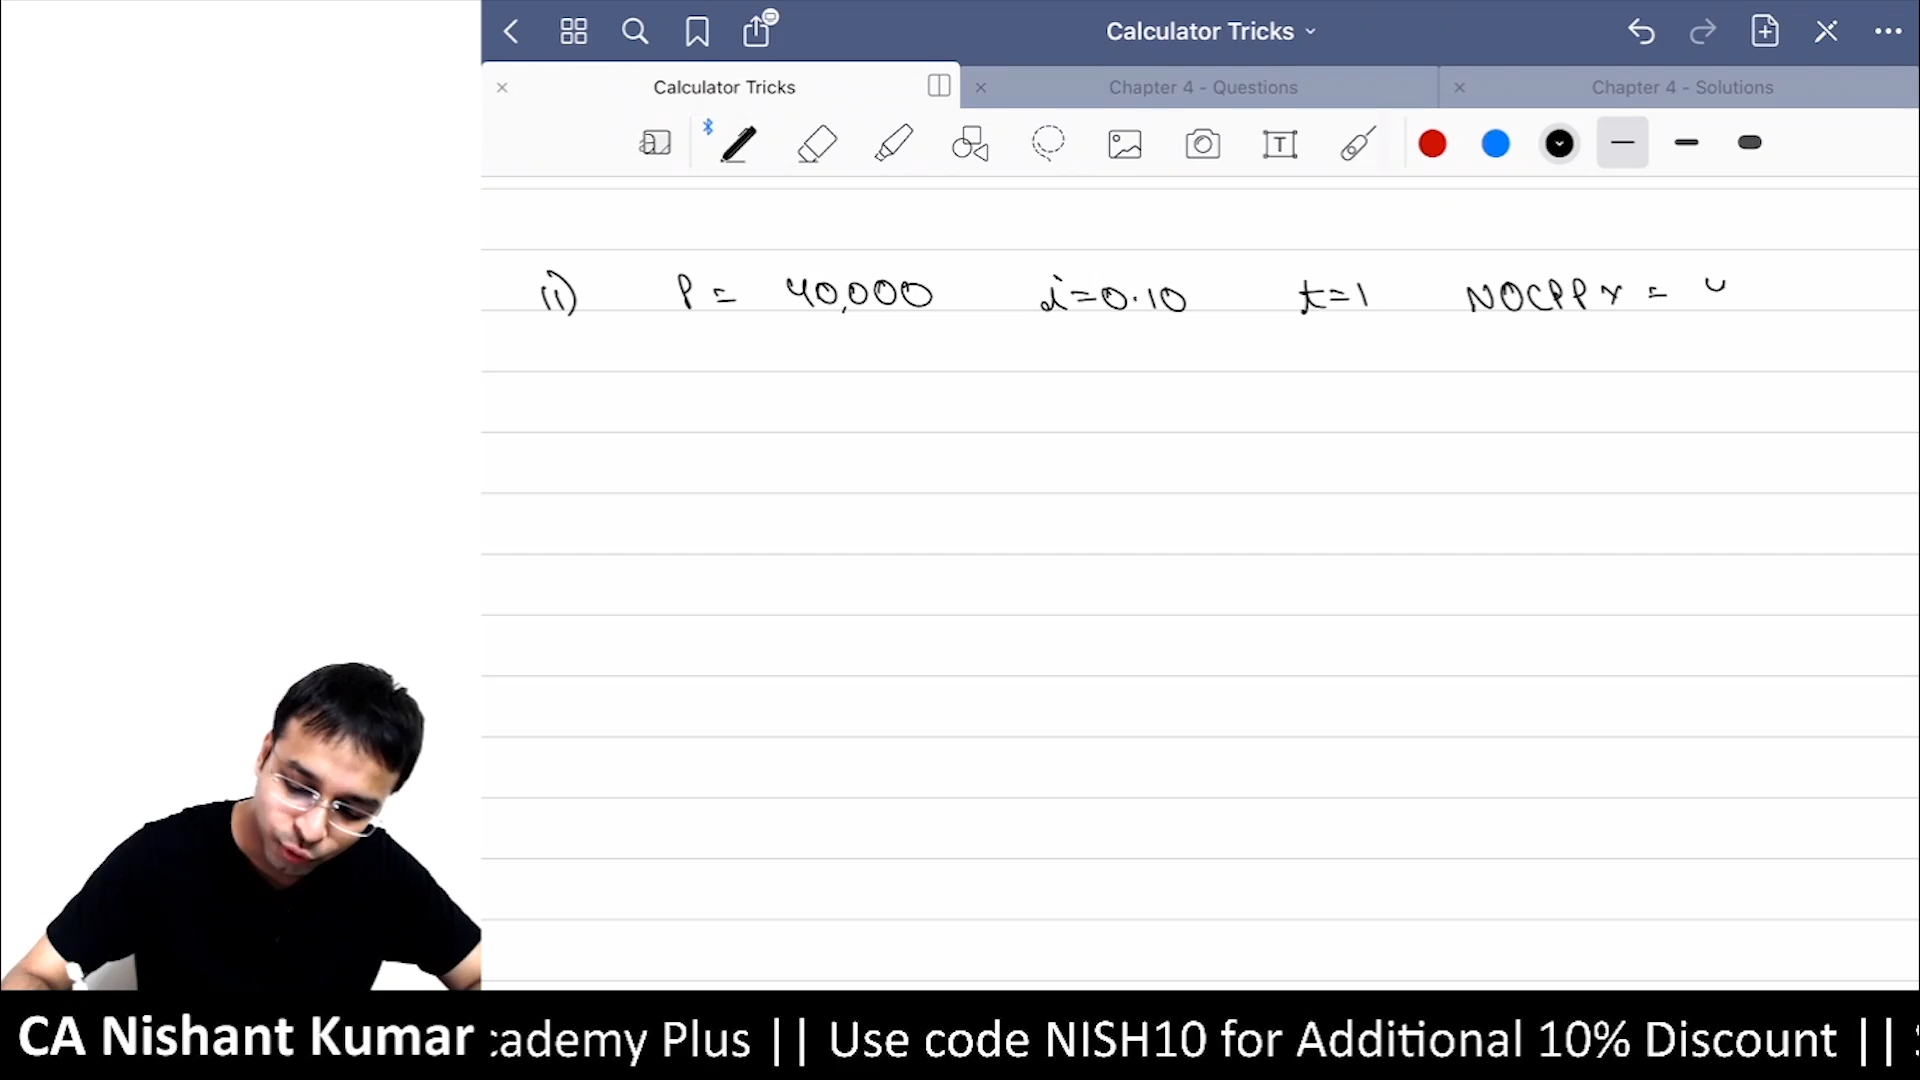 Calculator Tricks
Calculator Tricks
Chapter 4 - Questions
Chapter 4 - Solutions
ii) P = 40,000 i=0.10 t=1 NOCPPY =
CA Nishant Kumar
cademy Plus || Use code NISH10 for Additional 10% Discount ||